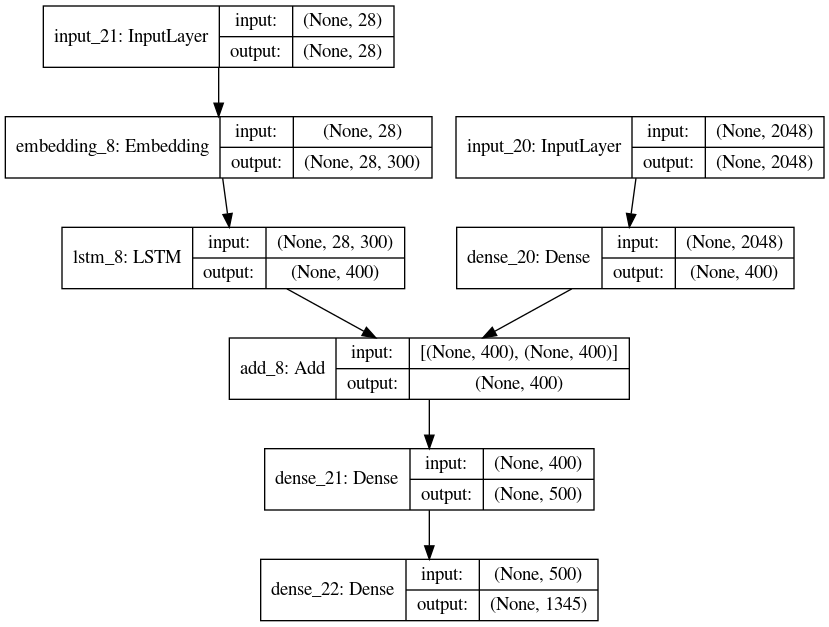 input_21: InputLayer
input: (None, 28)
output: (None, 28)
embedding_8: Embedding
input: (None, 28)
output: (None, 28, 300)
input_20: InputLayer
input: (None, 2048)
output: (None, 2048)
lstm_8: LSTM
input: (None, 28, 300)
output: (None, 400)
dense_20: Dense
input: (None, 2048)
output: (None, 400)
add_8: Add
input: [(None, 400), (None, 400)]
output: (None, 400)
dense_21: Dense
input: (None, 400)
output: (None, 500)
dense_22: Dense
input: (None, 500)
output: (None, 1345)